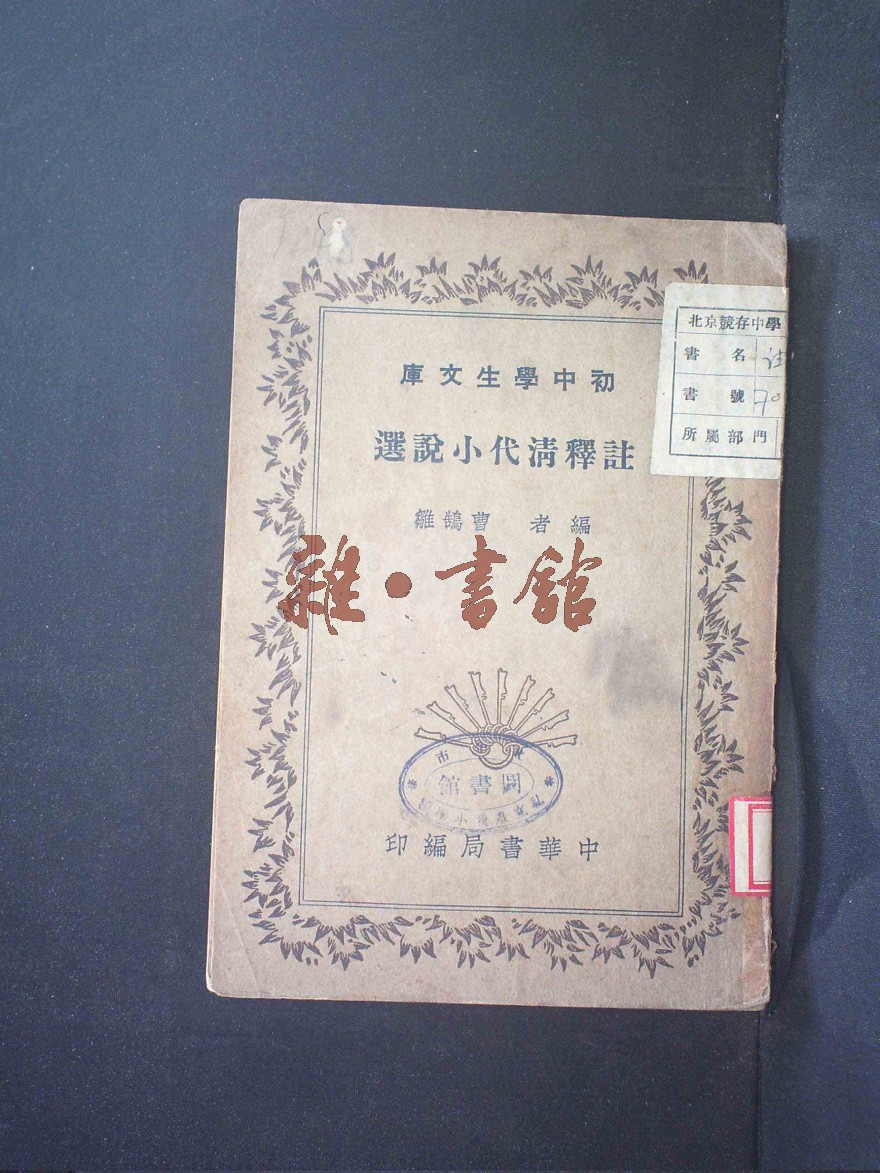 初中學生文庫
註釋清代小說選
編者 曹鵠雛
雜·書館
圖書館
中華書局編印
北京競存中學
書名
書號
所屬部門